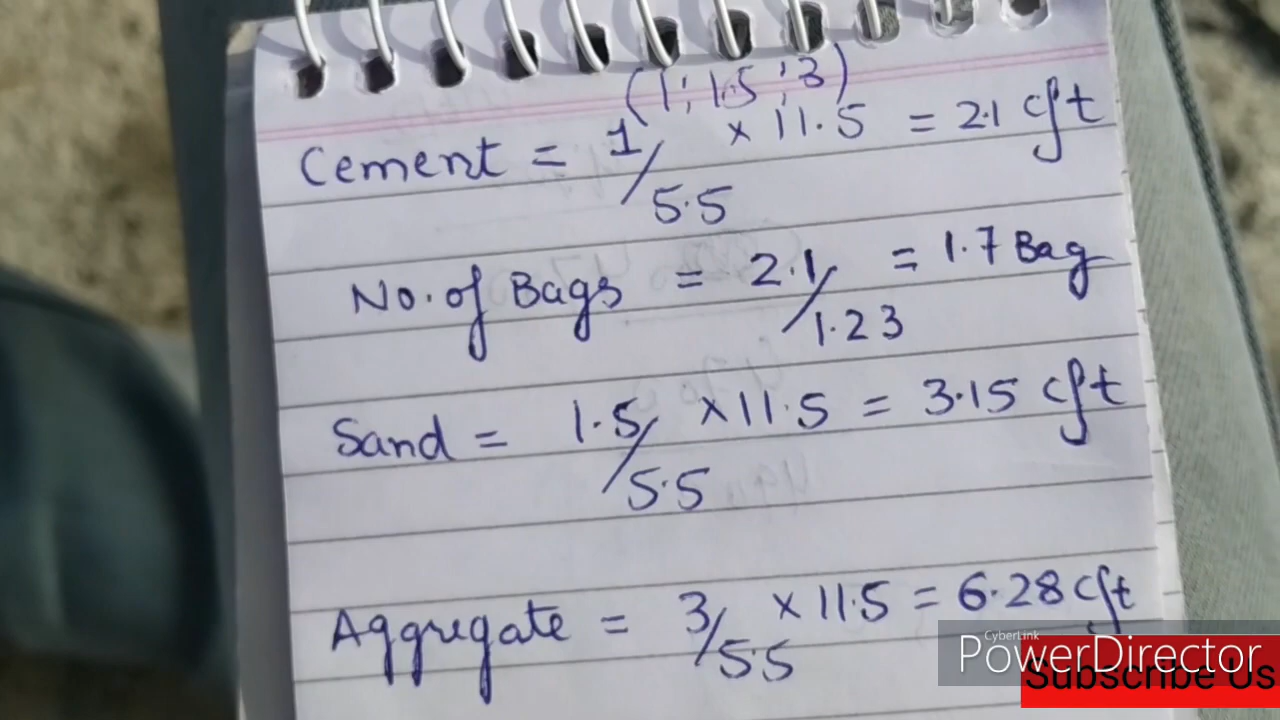 (1:1.5:3)
Cement = 1/5.5 × 11.5 = 2.1 cft
No. of Bags = 2.1/1.23 = 1.7 Bag
Sand = 1.5/5.5 × 11.5 = 3.15 cft
Aggregate = 3/5.5 × 11.5 = 6.28 cft
CyberLink
PowerDirector
Subscribe Us